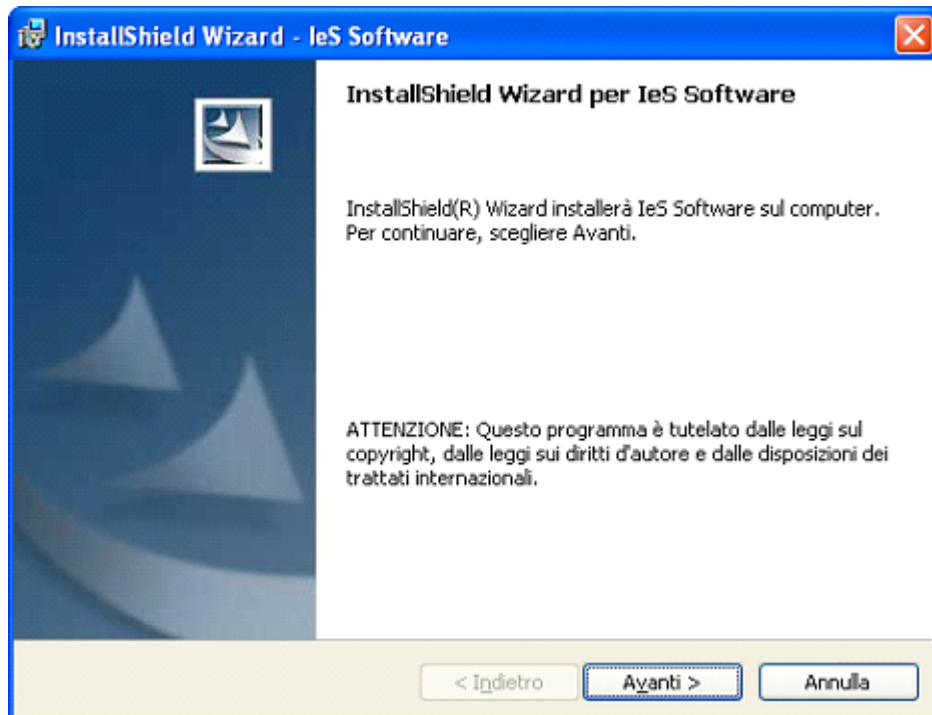 InstallShield Wizard - IeS Software
InstallShield Wizard per IeS Software
InstallShield(R) Wizard installerà IeS Software sul computer.
Per continuare, scegliere Avanti.
ATTENZIONE: Questo programma è tutelato dalle leggi sul
copyright, dalle leggi sui diritti d'autore e dalle disposizioni dei
trattati internazionali.
< Indietro
Avanti >
Annulla